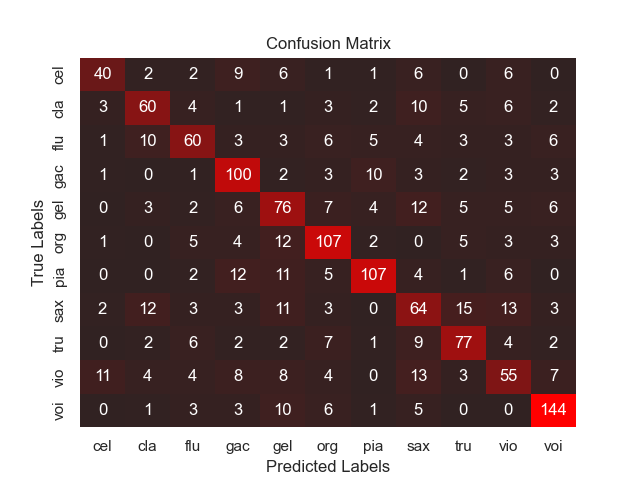 Confusion Matrix
True Labels
cel 40 2 2 9 6 1 1 6 0 6 0
cla 3 60 4 1 1 3 2 10 5 6 2
flu 1 10 60 3 3 6 5 4 3 3 6
gac 1 0 1 100 2 3 10 3 2 3 3
gel 0 3 2 6 76 7 4 12 5 5 6
org 1 0 5 4 12 107 2 0 5 3 3
pia 0 0 2 12 11 5 107 4 1 6 0
sax 2 12 3 3 11 3 0 64 15 13 3
tru 0 2 6 2 2 7 1 9 77 4 2
vio 11 4 4 8 8 4 0 13 3 55 7
voi 0 1 3 3 10 6 1 5 0 0 144
cel cla flu gac gel org pia sax tru vio voi
Predicted Labels